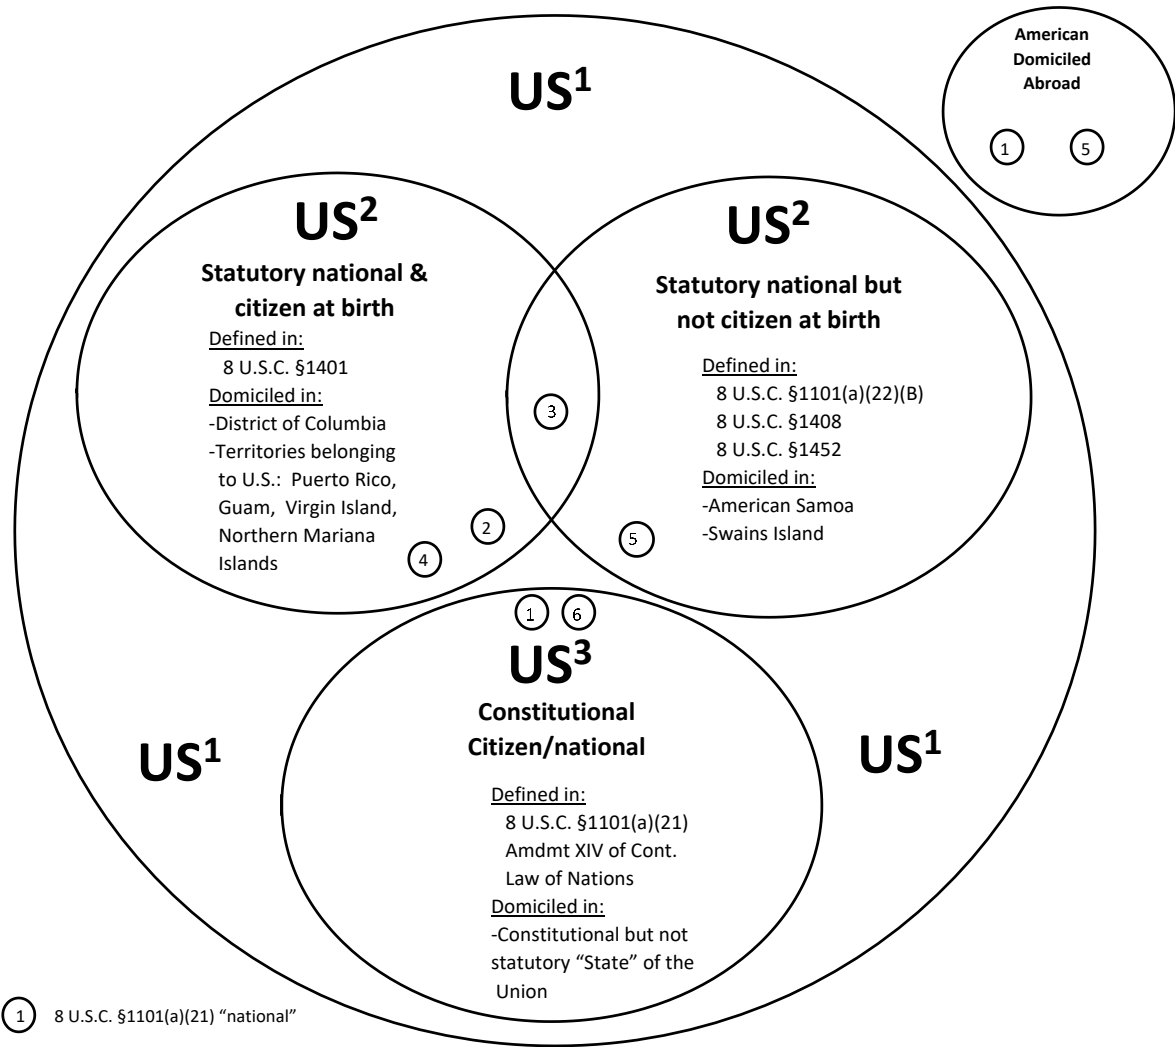 American
Domiciled
Abroad
1 5
US¹
US²
Statutory national &
citizen at birth
Defined in:
8 U.S.C. §1401
Domiciled in:
-District of Columbia
-Territories belonging
to U.S.: Puerto Rico,
Guam, Virgin Island,
Northern Mariana
Islands
2
4
3
US²
Statutory national but
not citizen at birth
Defined in:
8 U.S.C. §1101(a)(22)(B)
8 U.S.C. §1408
8 U.S.C. §1452
Domiciled in:
-American Samoa
-Swains Island
5
1 6
US³
Constitutional
Citizen/national
Defined in:
8 U.S.C. §1101(a)(21)
Amdmt XIV of Cont.
Law of Nations
Domiciled in:
-Constitutional but not
statutory “State” of the
Union
US¹
US¹
1 8 U.S.C. §1101(a)(21) “national”